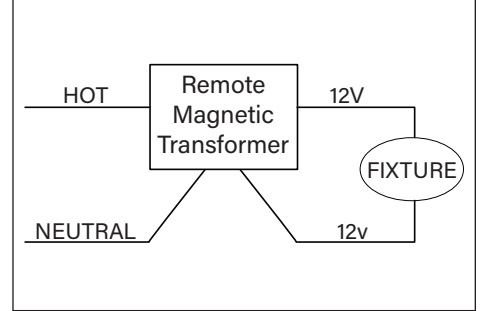 HOT
Remote
Magnetic
Transformer
12V
FIXTURE
NEUTRAL
12v